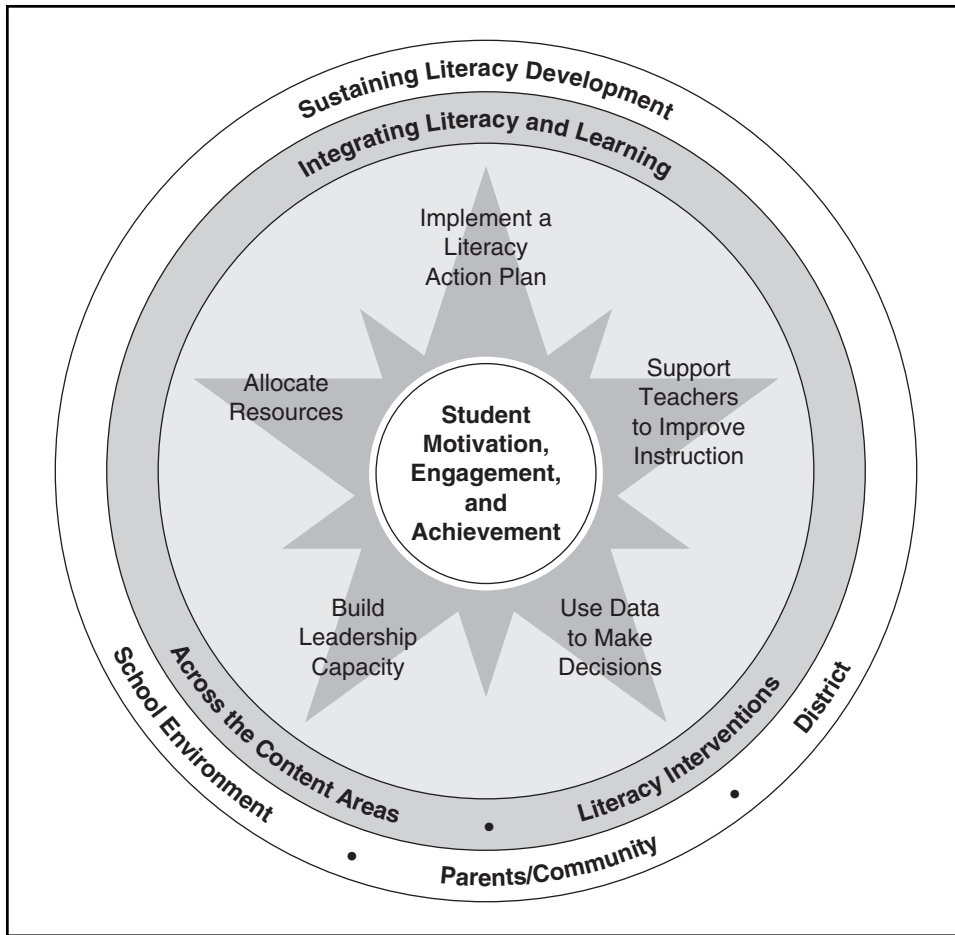 Sustaining Literacy Development
Integrating Literacy and Learning
Implement a
Literacy
Action Plan
Allocate
Resources
Support
Teachers
to Improve
Instruction
Student
Motivation,
Engagement,
and
Achievement
Build
Leadership
Capacity
Use Data
to Make
Decisions
Across the Content Areas • Literacy Interventions
School Environment • Parents/Community • District